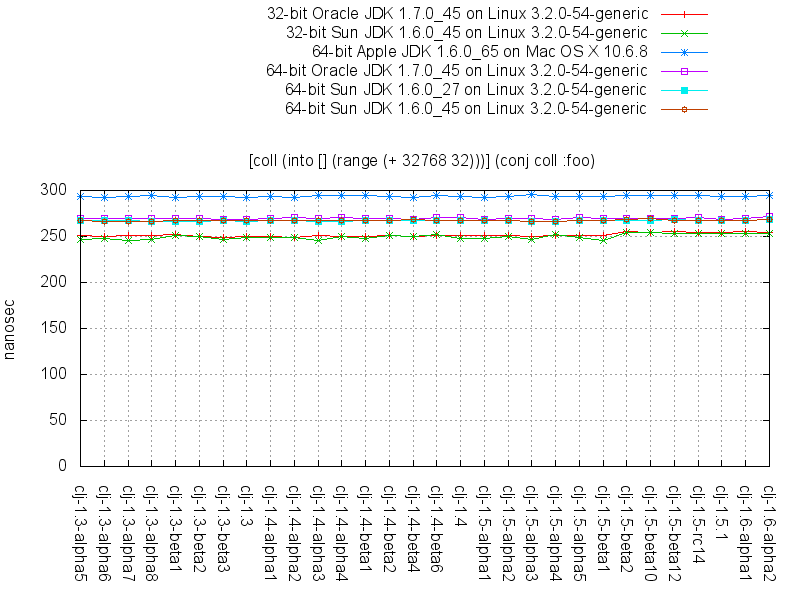 32-bit Oracle JDK 1.7.0_45 on Linux 3.2.0-54-generic
32-bit Sun JDK 1.6.0_45 on Linux 3.2.0-54-generic
64-bit Apple JDK 1.6.0_65 on Mac OS X 10.6.8
64-bit Oracle JDK 1.7.0_45 on Linux 3.2.0-54-generic
64-bit Sun JDK 1.6.0_27 on Linux 3.2.0-54-generic
64-bit Sun JDK 1.6.0_45 on Linux 3.2.0-54-generic
[coll (into [] (range (+ 32768 32)))] (conj coll :foo)
nanosec
300
250
200
150
100
50
0
clj-1.3-alpha5
clj-1.3-alpha6
clj-1.3-alpha7
clj-1.3-alpha8
clj-1.3-beta1
clj-1.3-beta2
clj-1.3-beta3
clj-1.3
clj-1.4-alpha1
clj-1.4-alpha2
clj-1.4-alpha3
clj-1.4-alpha4
clj-1.4-beta1
clj-1.4-beta2
clj-1.4-beta4
clj-1.4-beta6
clj-1.4
clj-1.5-alpha1
clj-1.5-alpha2
clj-1.5-alpha3
clj-1.5-alpha4
clj-1.5-alpha5
clj-1.5-beta1
clj-1.5-beta2
clj-1.5-beta10
clj-1.5-beta12
clj-1.5-rc14
clj-1.5.1
clj-1.6-alpha1
clj-1.6-alpha2